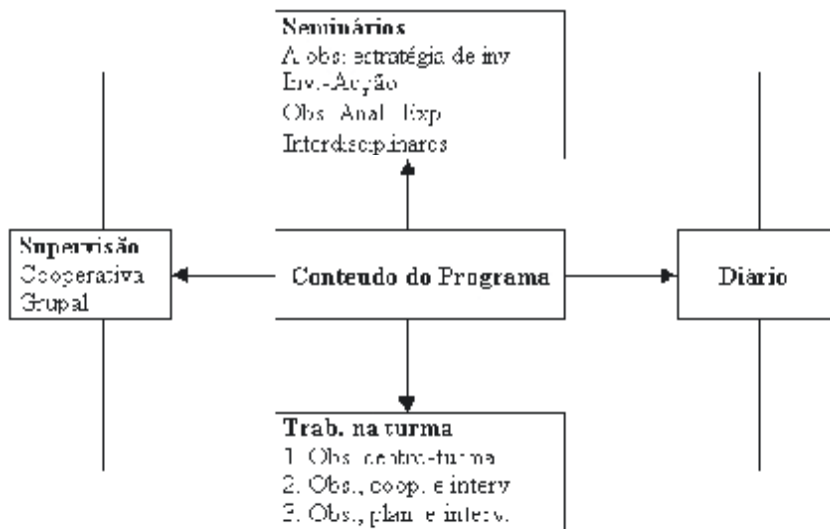 Seminários
A obs: estratégia de inv
Inv.-Acção
Obs. Anal. Exp
Interdisciplinares
Supervisão
Cooperativa
Grupal
Conteudo do Programa
Diário
Trab. na turma
1. Obs. centro-turma
2. Obs., coop. e interv
3. Obs., plan. e interv.